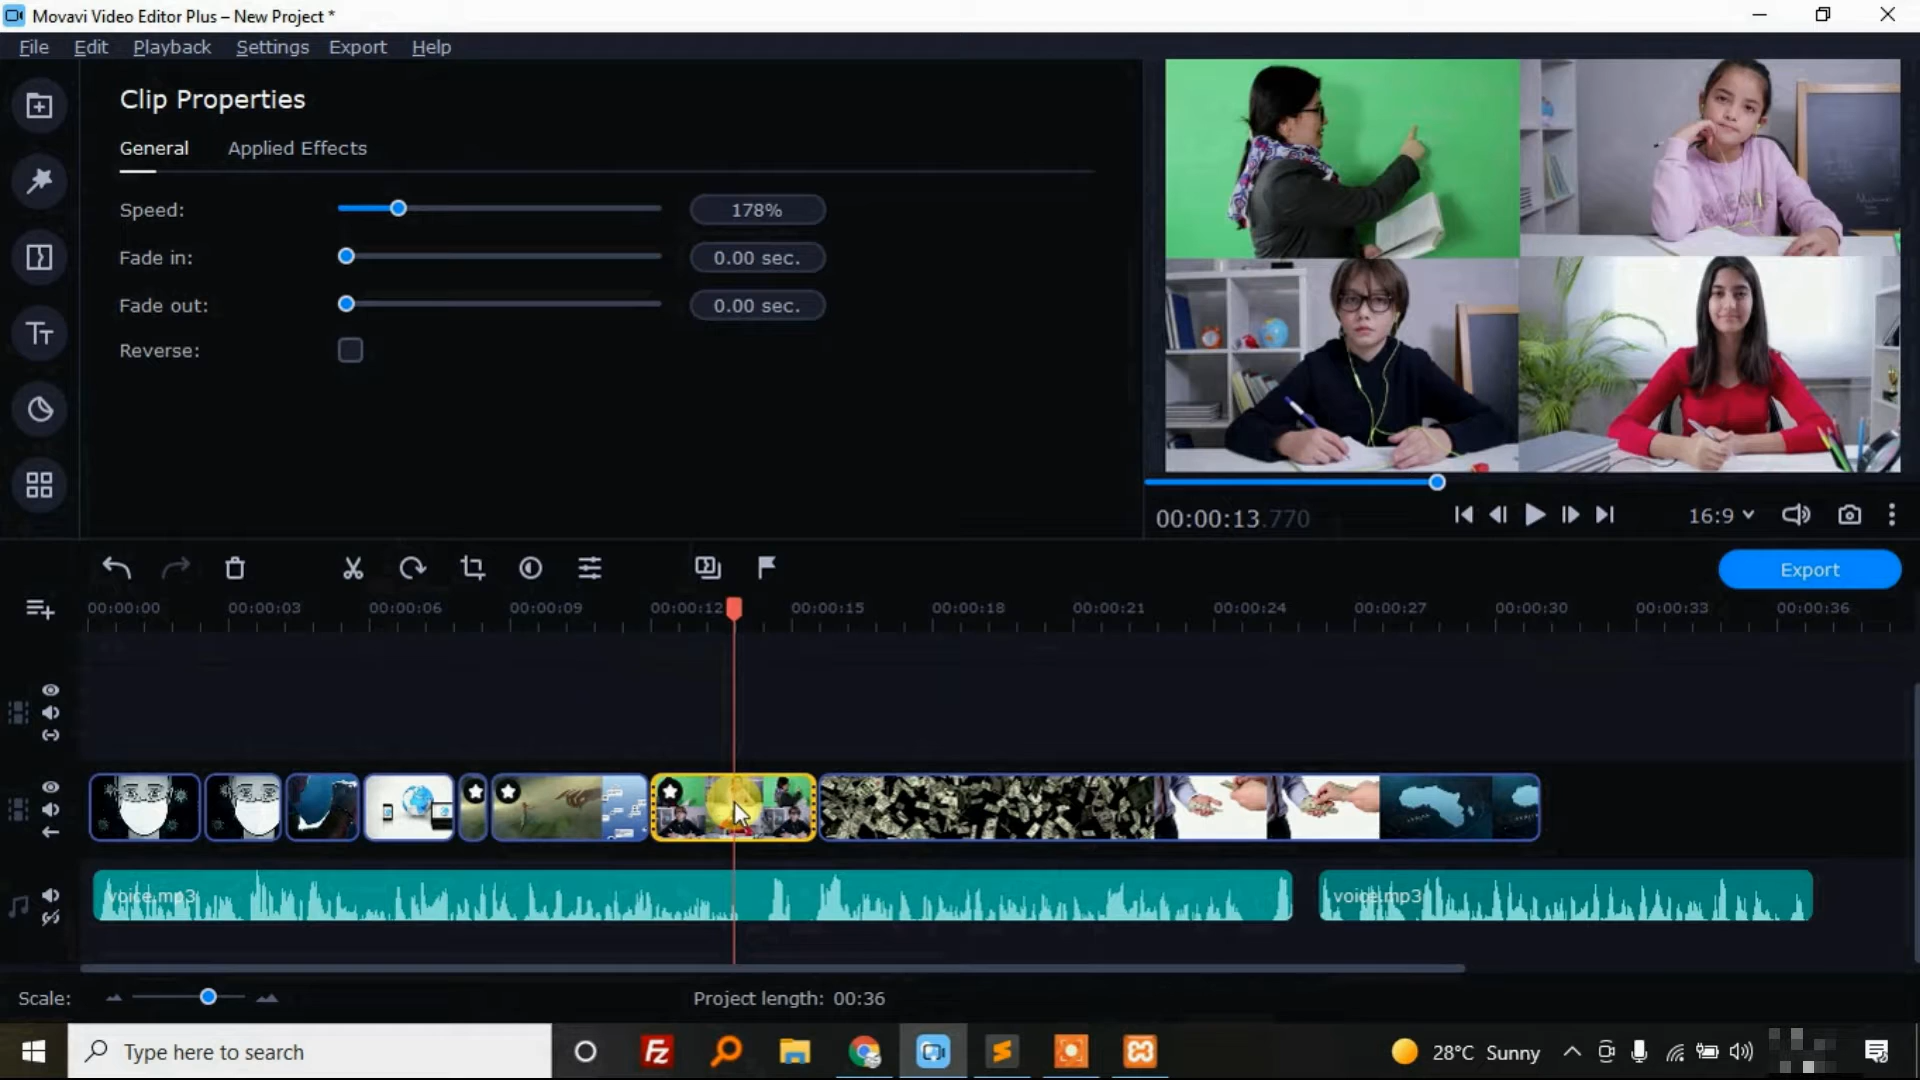 Movavi Video Editor Plus – New Project *
File Edit Playback Settings Export Help
Clip Properties
General Applied Effects
Speed: 178%
Fade in: 0.00 sec.
Fade out: 0.00 sec.
Reverse:
00:00:13.770
16:9
Export
00:00:00 00:00:03 00:00:06 00:00:09 00:00:12 00:00:15 00:00:18 00:00:21 00:00:24 00:00:27 00:00:30 00:00:33 00:00:36
voice.mp3 voice.mp3
Scale:
Project length: 00:36
Type here to search
Fz
28°C Sunny